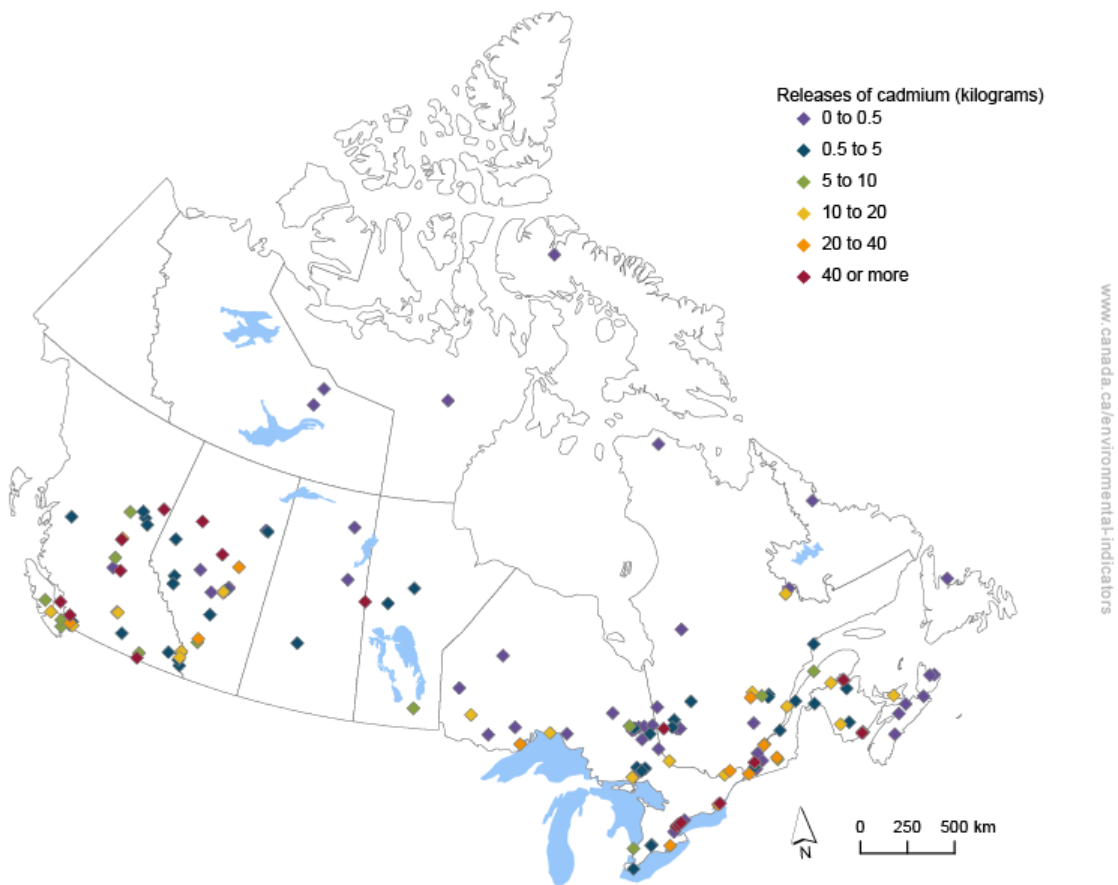 Releases of cadmium (kilograms)
0 to 0.5
0.5 to 5
5 to 10
10 to 20
20 to 40
40 or more
www.canada.ca/environmental-indicators
N
0 250 500 km